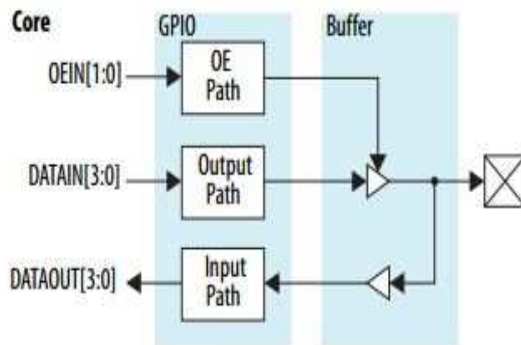 Core
GPIO
Buffer
OEIN[1:0]
OE
Path
DATAIN[3:0]
Output
Path
DATAOUT[3:0]
Input
Path